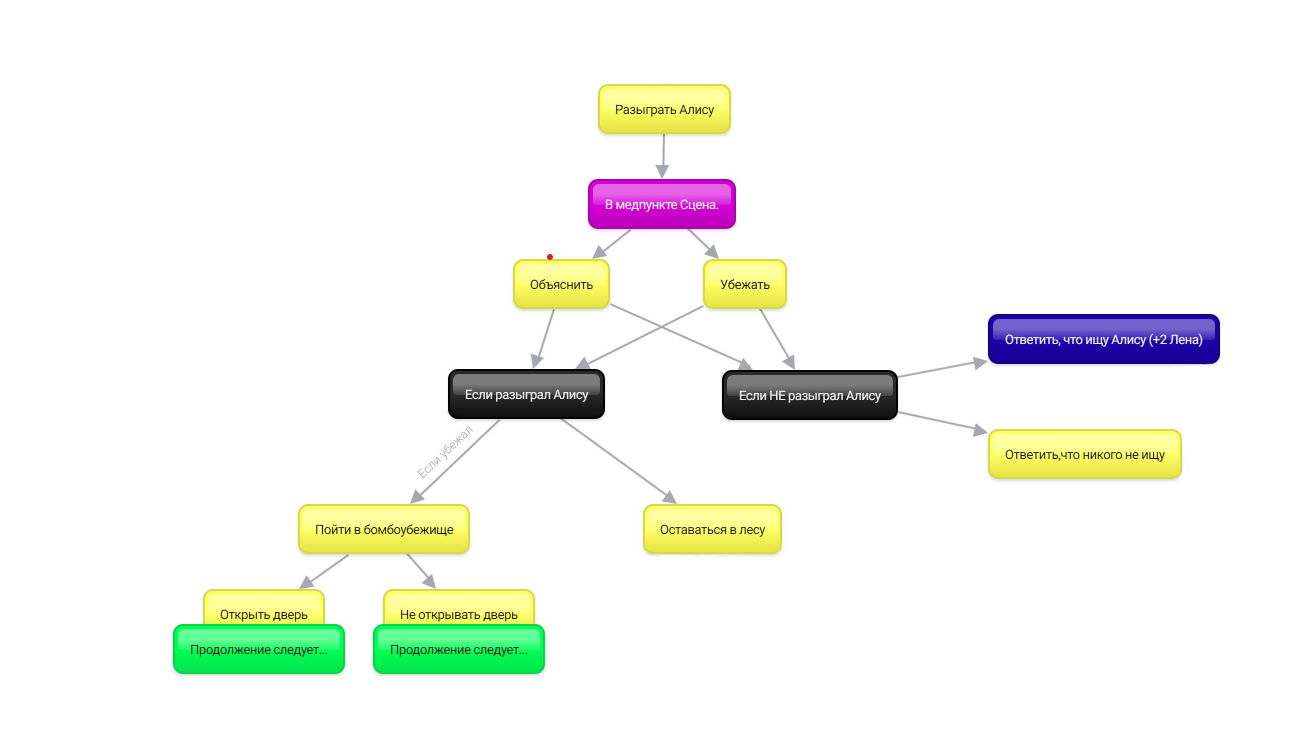 Разыграть Алису
В медпункте Сцена.
Объяснить
Убежать
Ответить, что ищу Алису (+2 Лена)
Если разыграл Алису
Если НЕ разыграл Алису
Ответить,что никого не ищу
Если убежал
Пойти в бомбоубежище
Оставаться в лесу
Открыть дверь
Не открывать дверь
Продолжение следует...
Продолжение следует...